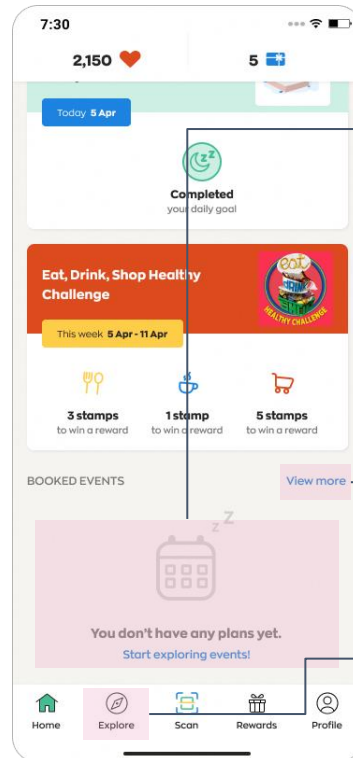 7:30
2,150
5
Today 5 Apr
Completed
your daily goal
Eat, Drink, Shop Healthy
Challenge
eat
DRINK
SHOP
HEALTHY CHALLENGE
This week 5 Apr - 11 Apr
3 stamps
to win a reward
1 stamp
to win a reward
5 stamps
to win a reward
BOOKED EVENTS
View more
z Z
You don't have any plans yet.
Start exploring events!
Home
Explore
Scan
Rewards
Profile